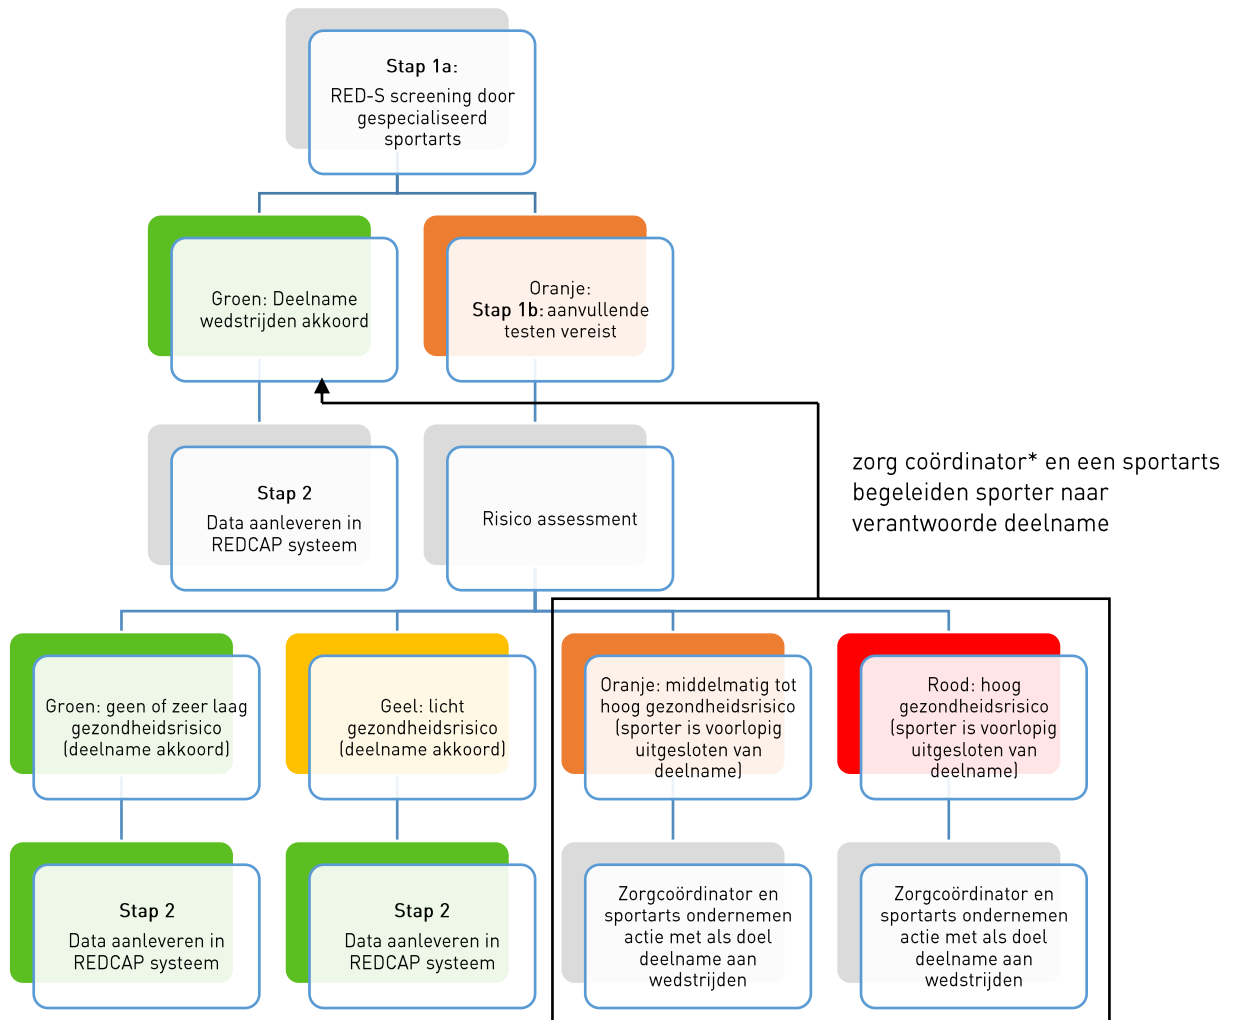 Stap 1a:
RED-S screening door
gespecialiseerd
sportarts
Groen: Deelname
wedstrijden akkoord
Oranje:
Stap 1b: aanvullende
testen vereist
Stap 2
Data aanleveren in
REDCAP systeem
Risico assessment
zorg coördinator* en een sportarts
begeleiden sporter naar
verantwoorde deelname
Groen: geen of zeer laag
gezondheidsrisico
(deelname akkoord)
Geel: licht
gezondheidsrisico
(deelname akkoord)
Oranje: middelmatig tot
hoog gezondheidsrisico
(sporter is voorlopig
uitgesloten van
deelname)
Rood: hoog
gezondheidsrisico
(sporter is voorlopig
uitgesloten van
deelname)
Stap 2
Data aanleveren in
REDCAP systeem
Stap 2
Data aanleveren in
REDCAP systeem
Zorgcoördinator en
sportarts ondernemen
actie met als doel
deelname aan
wedstrijden
Zorgcoördinator en
sportarts ondernemen
actie met als doel
deelname aan
wedstrijden